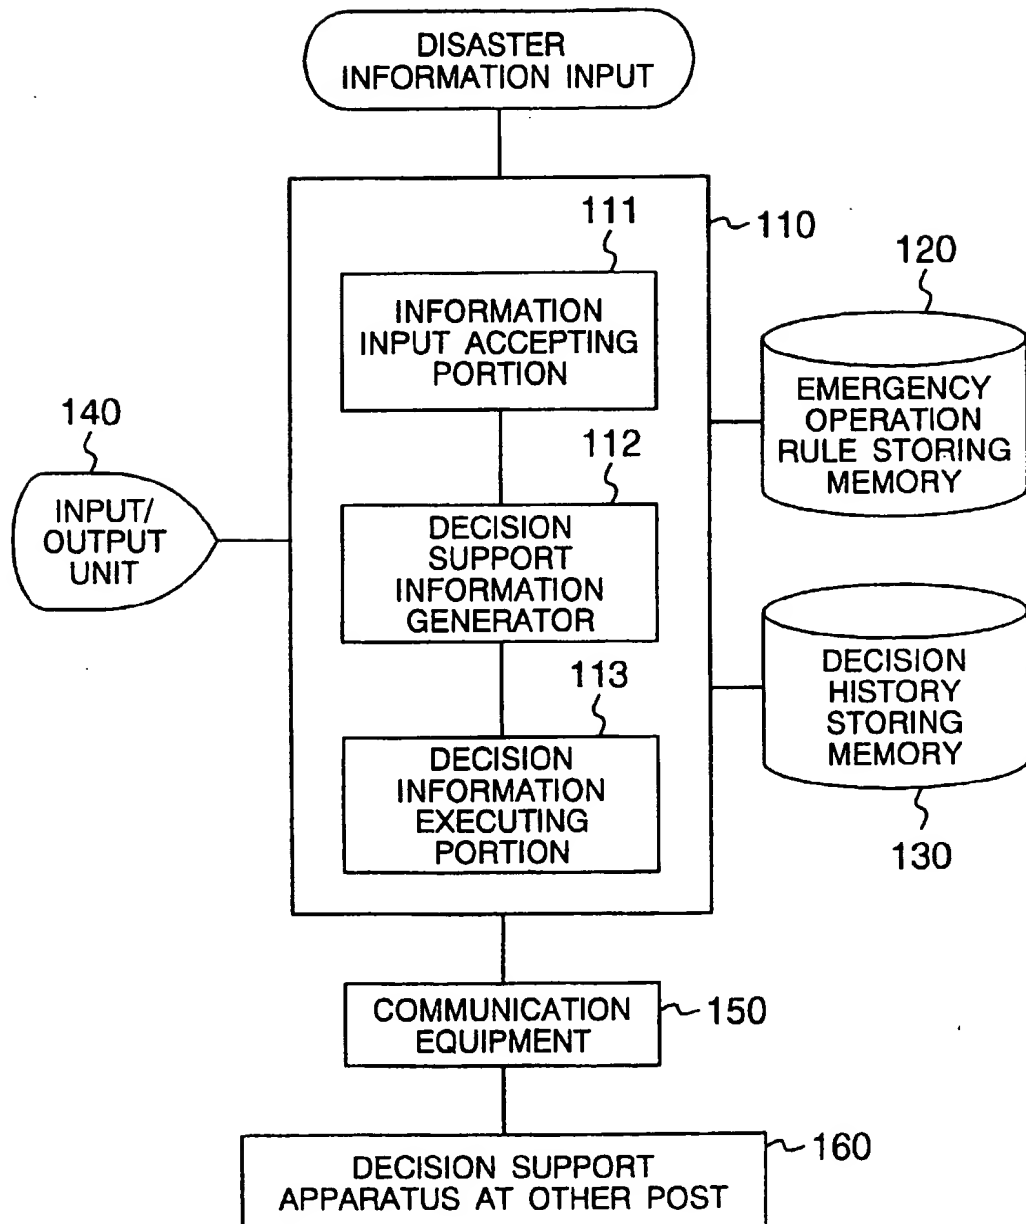 DISASTER
INFORMATION INPUT
111
110
INFORMATION
INPUT ACCEPTING
PORTION
120
EMERGENCY
OPERATION
RULE STORING
MEMORY
140
INPUT/
OUTPUT
UNIT
112
DECISION
SUPPORT
INFORMATION
GENERATOR
113
DECISION
INFORMATION
EXECUTING
PORTION
DECISION
HISTORY
STORING
MEMORY
130
COMMUNICATION
EQUIPMENT
150
160
DECISION SUPPORT
APPARATUS AT OTHER POST